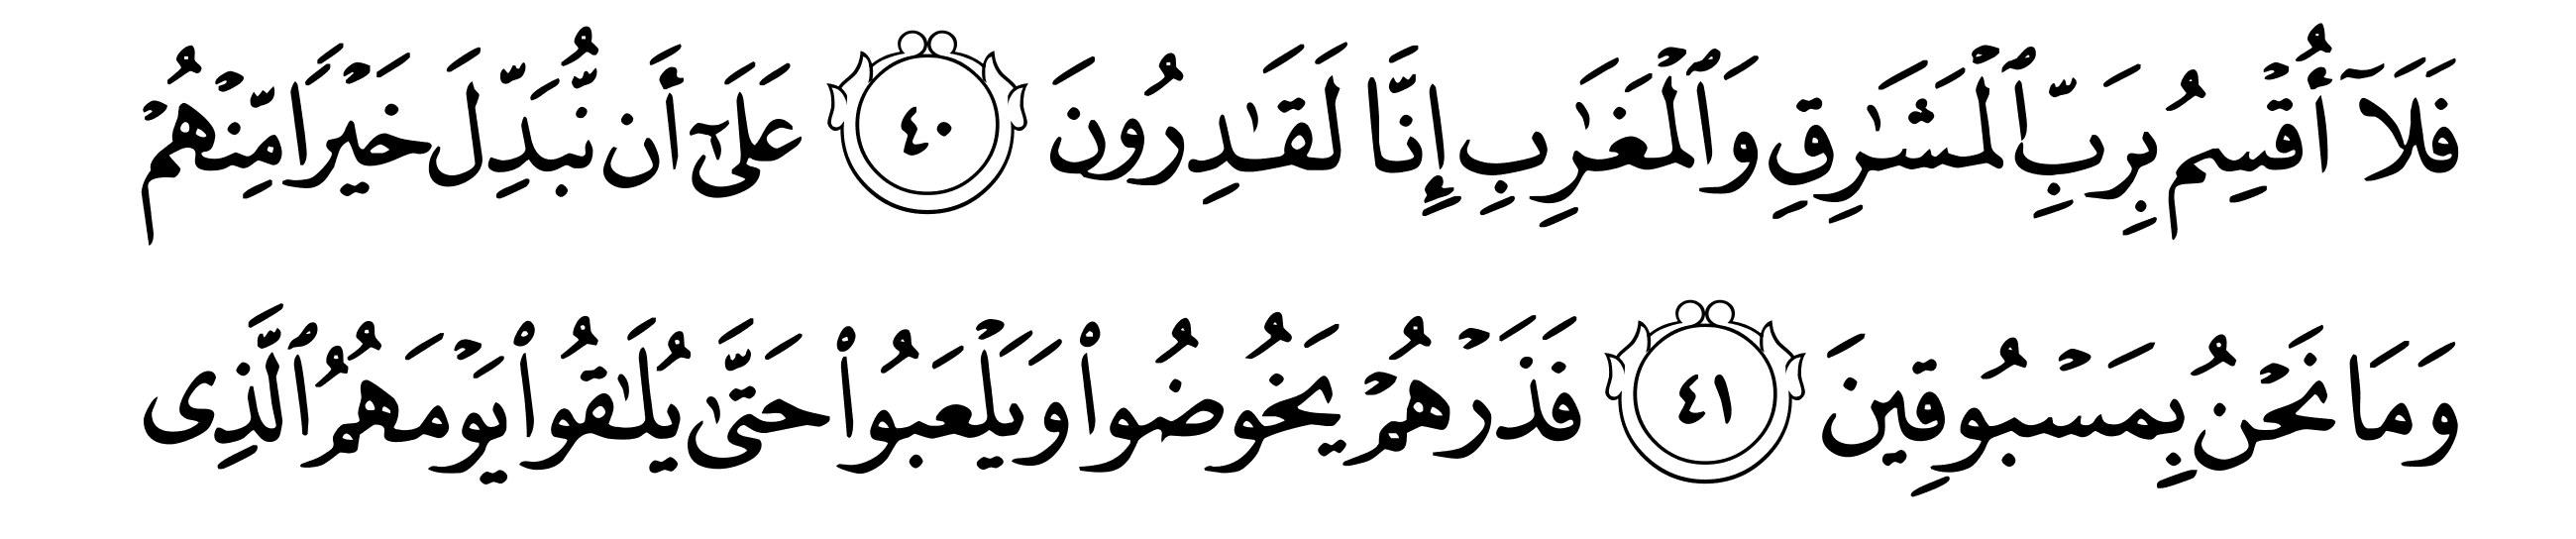 فَلَآ أُقْسِمُ بِرَبِّ ٱلْمَشَٰرِقِ وَٱلْمَغَٰرِبِ إِنَّا لَقَٰدِرُونَ ٤٠ عَلَىٰٓ أَن نُّبَدِّلَ خَيْرًا مِّنْهُمْ
وَمَا نَحْنُ بِمَسْبُوقِينَ ٤١ فَذَرْهُمْ يَخُوضُوا۟ وَيَلْعَبُوا۟ حَتَّىٰ يُلَٰقُوا۟ يَوْمَهُمُ ٱلَّذِى